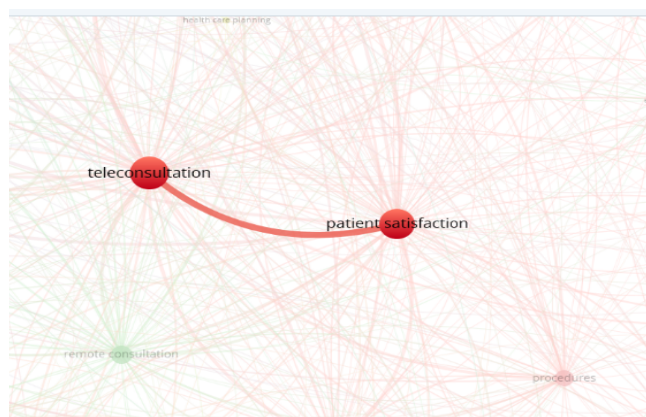 health care planning
teleconsultation
patient satisfaction
remote consultation
procedures